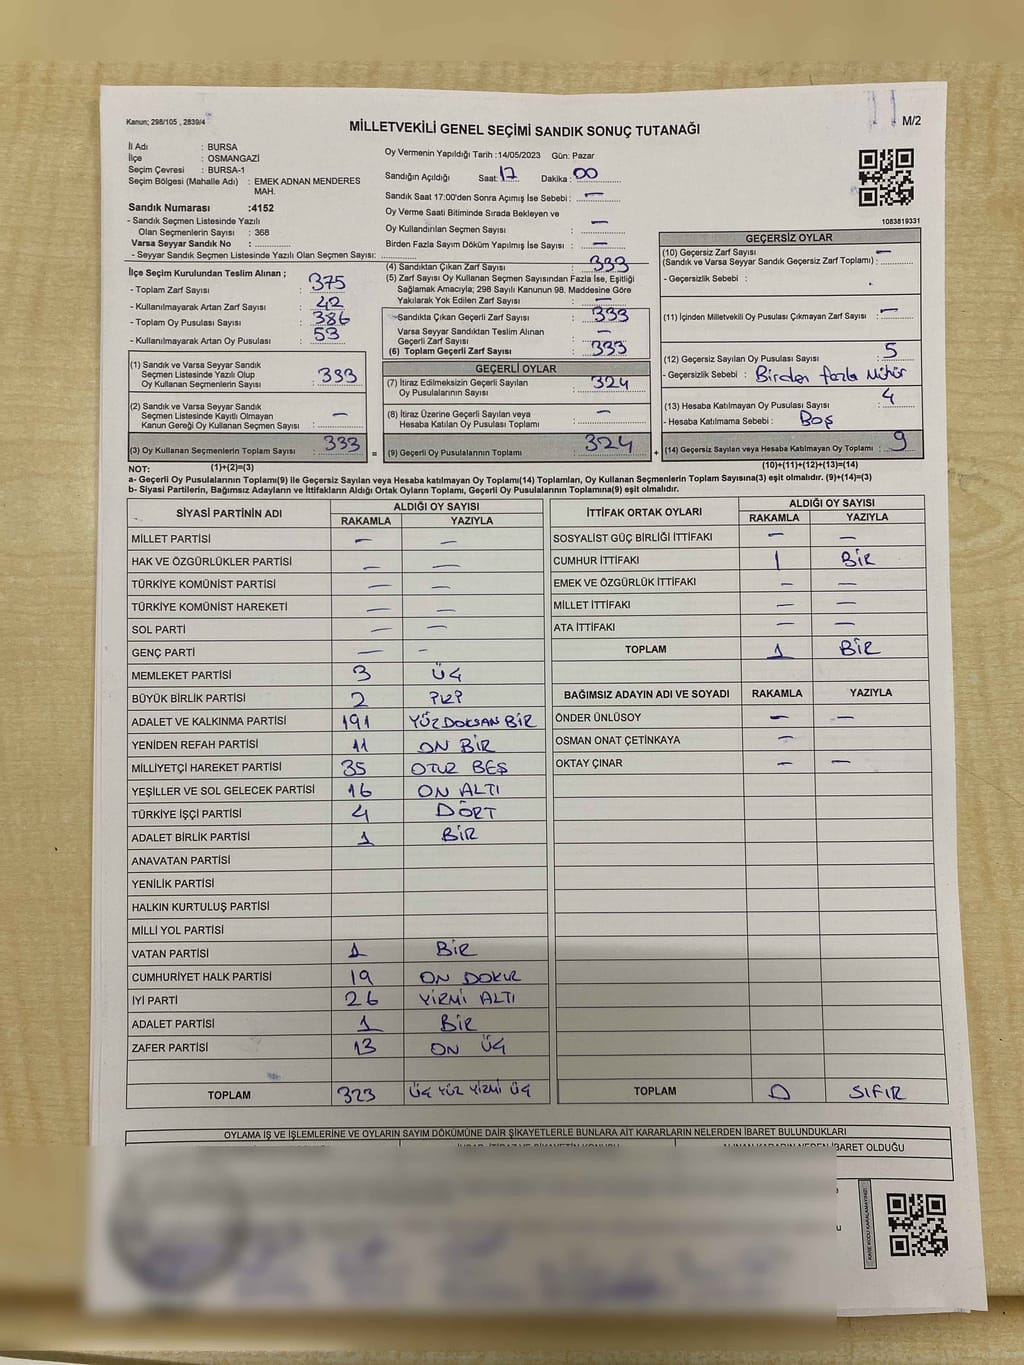 Kanun; 298/105 , 2839/4
M/2
MİLLETVEKİLİ GENEL SEÇİMİ SANDIK SONUÇ TUTANAĞI
İl Adı : BURSA
İlçe : OSMANGAZİ
Seçim Çevresi : BURSA-1
Seçim Bölgesi (Mahalle Adı) : EMEK ADNAN MENDERES
MAH.
Sandık Numarası :4152
- Sandık Seçmen Listesinde Yazılı
Olan Seçmenlerin Sayısı : 368
Varsa Seyyar Sandık No :
- Seyyar Sandık Seçmen Listesinde Yazılı Olan Seçmen Sayısı:
Oy Vermenin Yapıldığı Tarih :14/05/2023 Gün: Pazar
Sandığın Açıldığı Saat: 17 Dakika : 00
Sandık Saat 17:00'den Sonra Açımış İse Sebebi : —
Oy Verme Saati Bitiminde Sırada Bekleyen ve
Oy Kullandırılan Seçmen Sayısı : —
Birden Fazla Sayım Döküm Yapılmış İse Sayısı : —
1083819331
İlçe Seçim Kurulundan Teslim Alınan ;
- Toplam Zarf Sayısı : 375
- Kullanılmayarak Artan Zarf Sayısı : 42
- Toplam Oy Pusulası Sayısı : 386
- Kullanılmayarak Artan Oy Pusulası : 53
(4) Sandıktan Çıkan Zarf Sayısı : 333
(5) Zarf Sayısı Oy Kullanan Seçmen Sayısından Fazla İse, Eşitliği
Sağlamak Amacıyla; 298 Sayılı Kanunun 98. Maddesine Göre
Yakılarak Yok Edilen Zarf Sayısı : —
-Sandıkta Çıkan Geçerli Zarf Sayısı : 333
Varsa Seyyar Sandıktan Teslim Alınan
Geçerli Zarf Sayısı : —
(6) Toplam Geçerli Zarf Sayısı : 333
GEÇERSİZ OYLAR
(10) Geçersiz Zarf Sayısı
(Sandık ve Varsa Seyyar Sandık Geçersiz Zarf Toplamı) : —
- Geçersizlik Sebebi :
(11) İçinden Milletvekili Oy Pusulası Çıkmayan Zarf Sayısı: —
(12) Geçersiz Sayılan Oy Pusulası Sayısı : 5
- Geçersizlik Sebebi : Birden fazla Mühür
(13) Hesaba Katılmayan Oy Pusulası Sayısı : 4
- Hesaba Katılmama Sebebi : Boş
(14) Geçersiz Sayılan veya Hesaba Katılmayan Oy Toplamı : 9
(1) Sandık ve Varsa Seyyar Sandık
Seçmen Listesinde Yazılı Olup
Oy Kullanan Seçmenlerin Sayısı : 333
(2) Sandık ve Varsa Seyyar Sandık
Seçmen Listesinde Kayıtlı Olmayan
Kanun Gereği Oy Kullanan Seçmen Sayısı : —
(3) Oy Kullanan Seçmenlerin Toplam Sayısı : 333
GEÇERLİ OYLAR
(7) İtiraz Edilmeksizin Geçerli Sayılan
Oy Pusulalarının Sayısı : 324
(8) İtiraz Üzerine Geçerli Sayılan veya
Hesaba Katılan Oy Pusulası Toplamı : —
= (9) Geçerli Oy Pusulalarının Toplamı : 324 +
NOT: (1)+(2)=(3) (10)+(11)+(12)+(13)=(14)
a- Geçerli Oy Pusulalarının Toplamı(9) ile Geçersiz Sayılan veya Hesaba katılmayan Oy Toplamı(14) Toplamları, Oy Kullanan Seçmenlerin Toplam Sayısına(3) eşit olmalıdır. (9)+(14)=(3)
b- Siyasi Partilerin, Bağımsız Adayların ve İttifakların Aldığı Ortak Oyların Toplamı, Geçerli Oy Pusulalarının Toplamına(9) eşit olmalıdır.
SİYASİ PARTİNİN ADI ALDIĞI OY SAYISI
RAKAMLA YAZIYLA
MİLLET PARTİSİ — —
HAK VE ÖZGÜRLÜKLER PARTİSİ — —
TÜRKİYE KOMÜNİST PARTİSİ — —
TÜRKİYE KOMÜNİST HAREKETİ — —
SOL PARTİ — —
GENÇ PARTİ — -
MEMLEKET PARTİSİ 3 ÜÇ
BÜYÜK BİRLİK PARTİSİ 2
ADALET VE KALKINMA PARTİSİ 191 YÜZDOKSAN BİR
YENİDEN REFAH PARTİSİ 11 ON BİR
MİLLİYETÇİ HAREKET PARTİSİ 35 OTUZ BEŞ
YEŞİLLER VE SOL GELECEK PARTİSİ 16 ON ALTI
TÜRKİYE İŞÇİ PARTİSİ 4 DÖRT
ADALET BİRLİK PARTİSİ 1 BİR
ANAVATAN PARTİSİ
YENİLİK PARTİSİ
HALKIN KURTULUŞ PARTİSİ
MİLLİ YOL PARTİSİ
VATAN PARTİSİ 1 BİR
CUMHURİYET HALK PARTİSİ 19 ON DOKUZ
İYİ PARTİ 26 YİRMİ ALTI
ADALET PARTİSİ 1 BİR
ZAFER PARTİSİ 13 ON ÜÇ
TOPLAM 323 ÜÇ YÜZ YİRMİ ÜÇ
İTTİFAK ORTAK OYLARI ALDIĞI OY SAYISI
RAKAMLA YAZIYLA
SOSYALİST GÜÇ BİRLİĞİ İTTİFAKI — —
CUMHUR İTTİFAKI 1 BİR
EMEK VE ÖZGÜRLÜK İTTİFAKI — —
MİLLET İTTİFAKI — —
ATA İTTİFAKI — —
TOPLAM 1 BİR
BAĞIMSIZ ADAYIN ADI VE SOYADI RAKAMLA YAZIYLA
ÖNDER ÜNLÜSOY — —
OSMAN ONAT ÇETİNKAYA —
OKTAY ÇINAR — —
TOPLAM 0 SIFIR
OYLAMA İŞ VE İŞLEMLERİNE VE OYLARIN SAYIM DÖKÜMÜNE DAİR ŞİKAYETLERLE BUNLARA AİT KARARLARIN NELERDEN İBARET BULUNDUKLARI
ALINAN KARARIN NEDEN İBARET OLDUĞU
KARE KODU KARALAMAYINIZ!